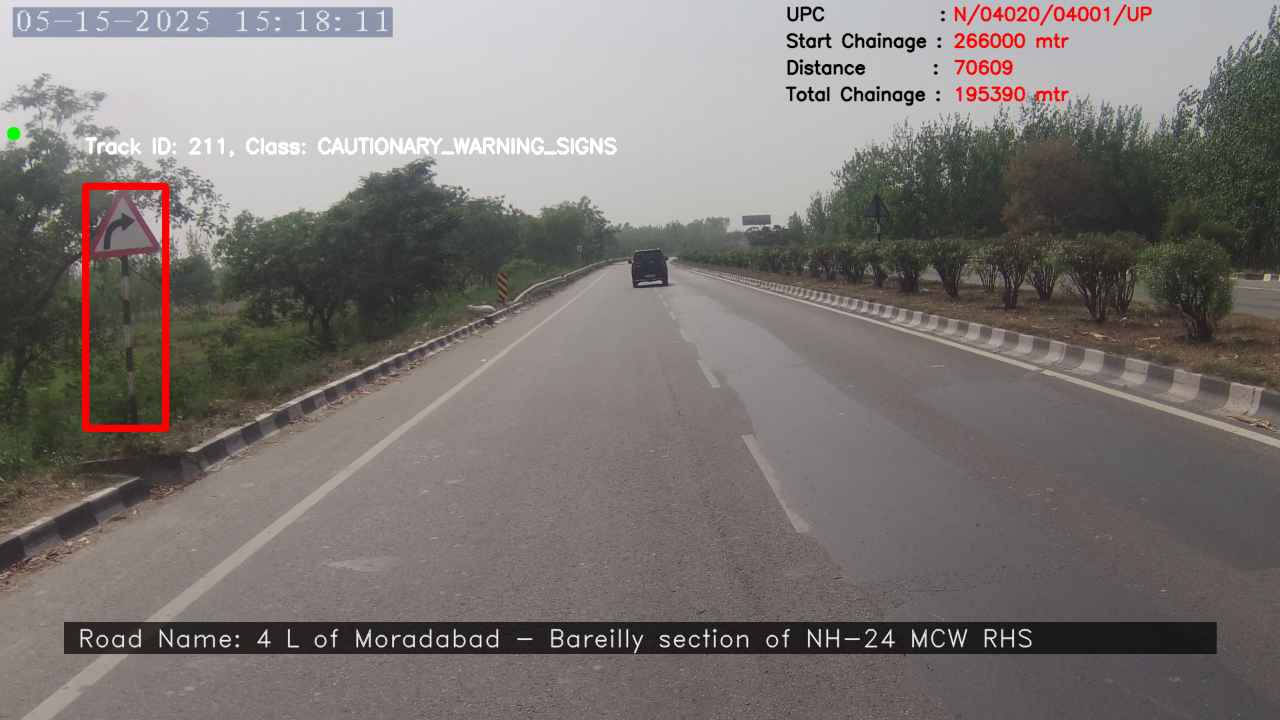 05-15-2025 15:18:11
UPC : N/04020/04001/UP
Start Chainage : 266000 mtr
Distance : 70609
Total Chainage : 195390 mtr
Track ID: 211, Class: CAUTIONARY_WARNING_SIGNS
Road Name: 4 L of Moradabad - Bareilly section of NH-24 MCW RHS